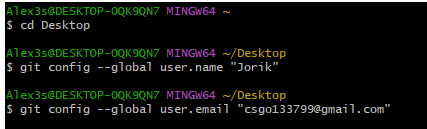 Alex3s@DESKTOP-OQK9QN7 MINGW64 ~
$ cd Desktop
Alex3s@DESKTOP-OQK9QN7 MINGW64 ~/Desktop
$ git config --global user.name "Jorik"
Alex3s@DESKTOP-OQK9QN7 MINGW64 ~/Desktop
$ git config --global user.email "csgo133799@gmail.com"